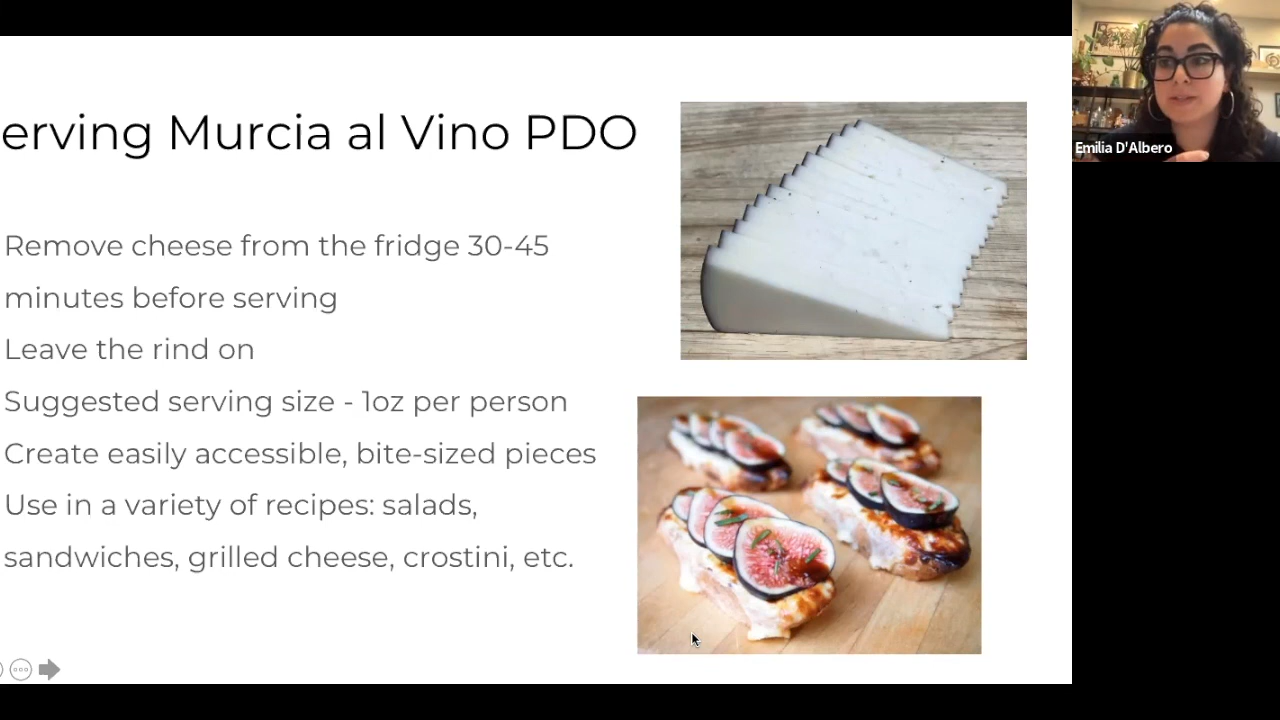 erving Murcia al Vino PDO
Remove cheese from the fridge 30-45
minutes before serving
Leave the rind on
Suggested serving size - 1oz per person
Create easily accessible, bite-sized pieces
Use in a variety of recipes: salads,
sandwiches, grilled cheese, crostini, etc.
Emilia D'Albero